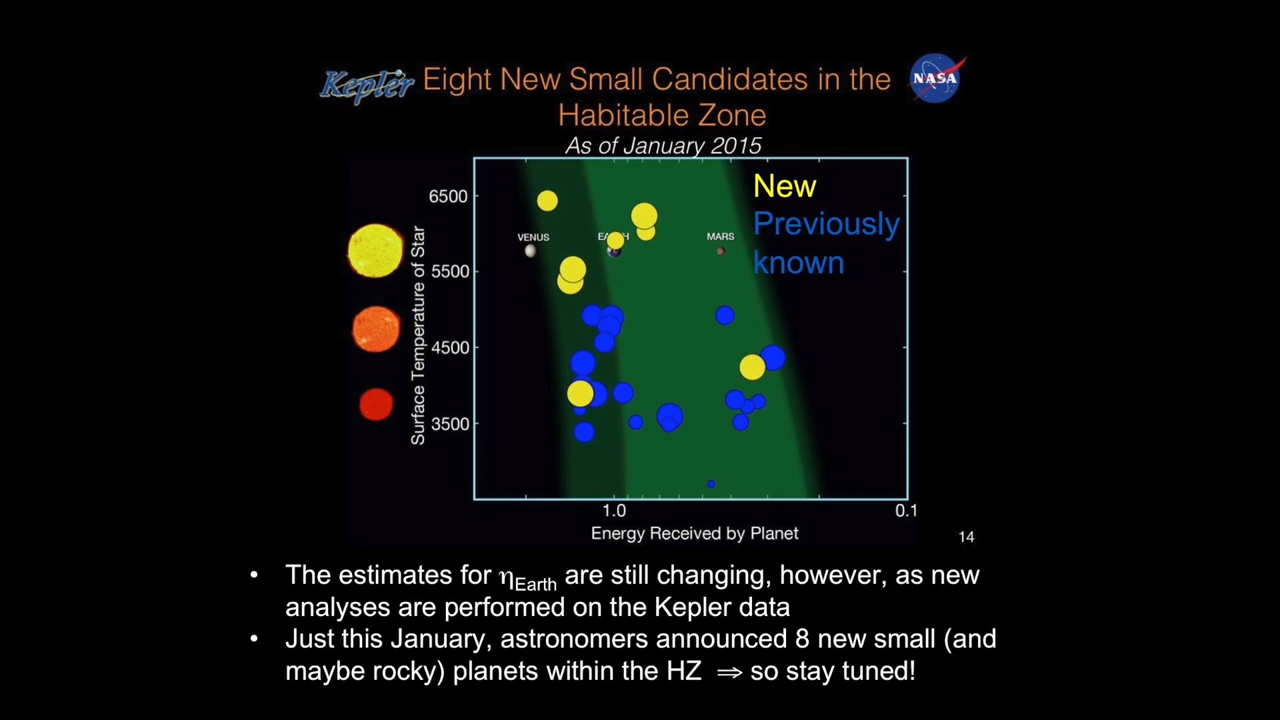 Kepler
Eight New Small Candidates in the
NASA
Habitable Zone
As of January 2015
New
Previously
known
6500
5500
4500
3500
Surface Temperature of Star
VENUS
EARTH
MARS
1.0
0.1
Energy Received by Planet
14
• The estimates for ηEarth are still changing, however, as new
analyses are performed on the Kepler data
• Just this January, astronomers announced 8 new small (and
maybe rocky) planets within the HZ ⇒ so stay tuned!